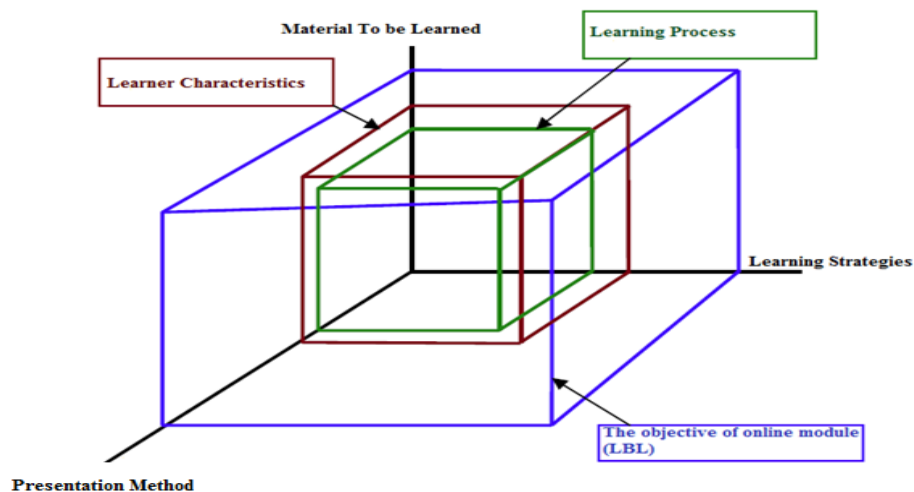 Material To be Learned
Learning Process
Learner Characteristics
Learning Strategies
The objective of online module
(LBL)
Presentation Method